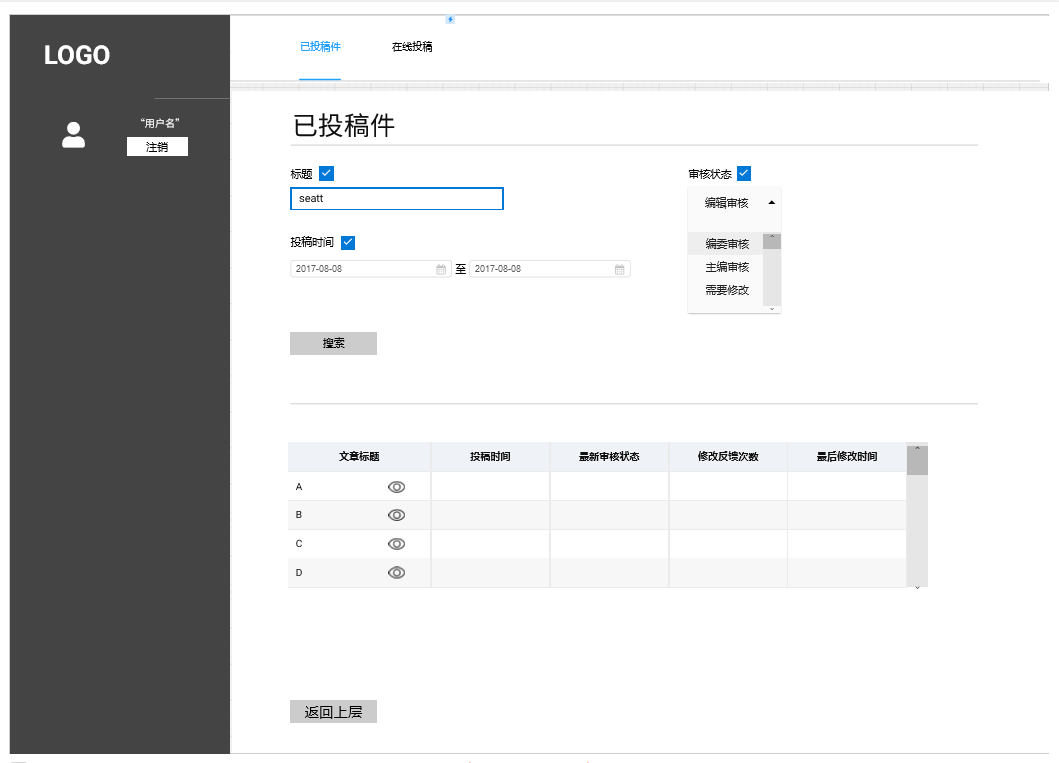 LOGO
已投稿件
在线投稿
“用户名”
注销
已投稿件
标题
seatt
审核状态
编辑审核
编委审核
主编审核
需要修改
投稿时间
2017-08-08 至 2017-08-08
搜索
文章标题 投稿时间 最新审核状态 修改反馈次数 最后修改时间
A
B
C
D
返回上层